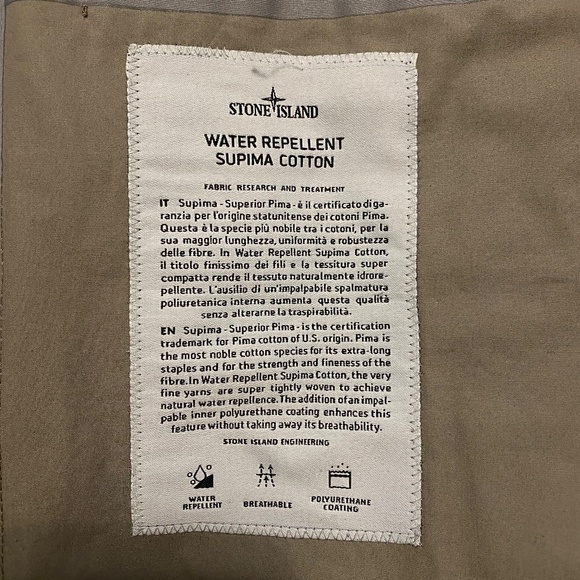 STONE ISLAND
WATER REPELLENT
SUPIMA COTTON
FABRIC RESEARCH AND TREATMENT
IT Supima - Superior Pima - è il certificato di ga-
ranzia per l'origine statunitense dei cotoni Pima.
Questa è la specie più nobile tra i cotoni, per la
sua maggior lunghezza, uniformità e robustezza
delle fibre. In Water Repellent Supima Cotton,
il titolo finissimo dei fili e la tessitura super
compatta rende il tessuto naturalmente idrore-
pellente. L'ausilio di un'impalpabile spalmatura
poliuretanica interna aumenta questa qualità
senza alterarne la traspirabilità.
EN Supima - Superior Pima - is the certification
trademark for Pima cotton of U.S. origin. Pima is
the most noble cotton species for its extra-long
staples and for the strength and fineness of the
fibre. In Water Repellent Supima Cotton, the very
fine yarns are super tightly woven to achieve
natural water repellence. The addition of an impal-
pable inner polyurethane coating enhances this
feature without taking away its breathability.
STONE ISLAND ENGINEERING
WATER
REPELLENT
BREATHABLE
POLYURETHANE
COATING